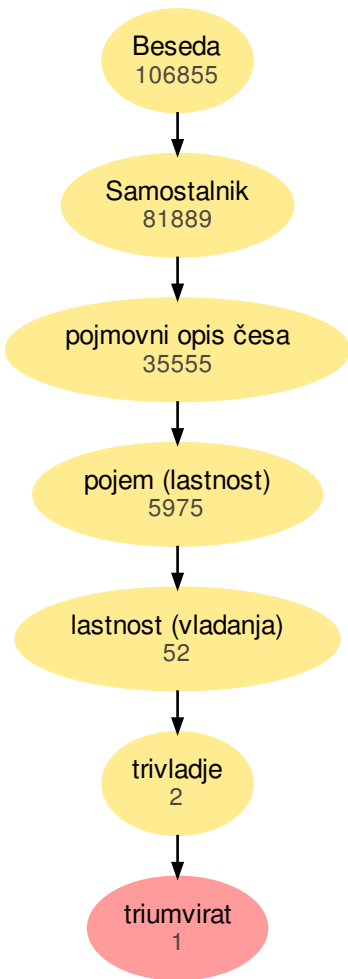 Beseda
106855
Samostalnik
81889
pojmovni opis česa
35555
pojem (lastnost)
5975
lastnost (vladanja)
52
trivladje
2
triumvirat
1